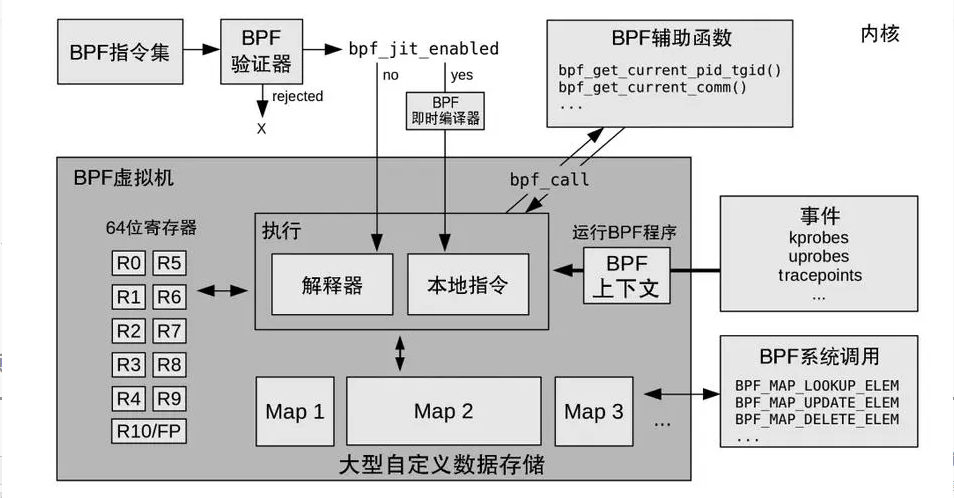 BPF指令集
BPF
验证器
rejected
X
bpf_jit_enabled
no
yes
BPF
即时编译器
BPF辅助函数
bpf_get_current_pid_tgid()
bpf_get_current_comm()
...
内核
BPF虚拟机
bpf_call
64位寄存器
R0
R5
R1
R6
R2
R7
R3
R8
R4
R9
R10/FP
执行
解释器
本地指令
运行BPF程序
BPF
上下文
事件
kprobes
uprobes
tracepoints
...
BPF系统调用
BPF_MAP_LOOKUP_ELEM
BPF_MAP_UPDATE_ELEM
BPF_MAP_DELETE_ELEM
...
Map 1
Map 2
Map 3
...
大型自定义数据存储